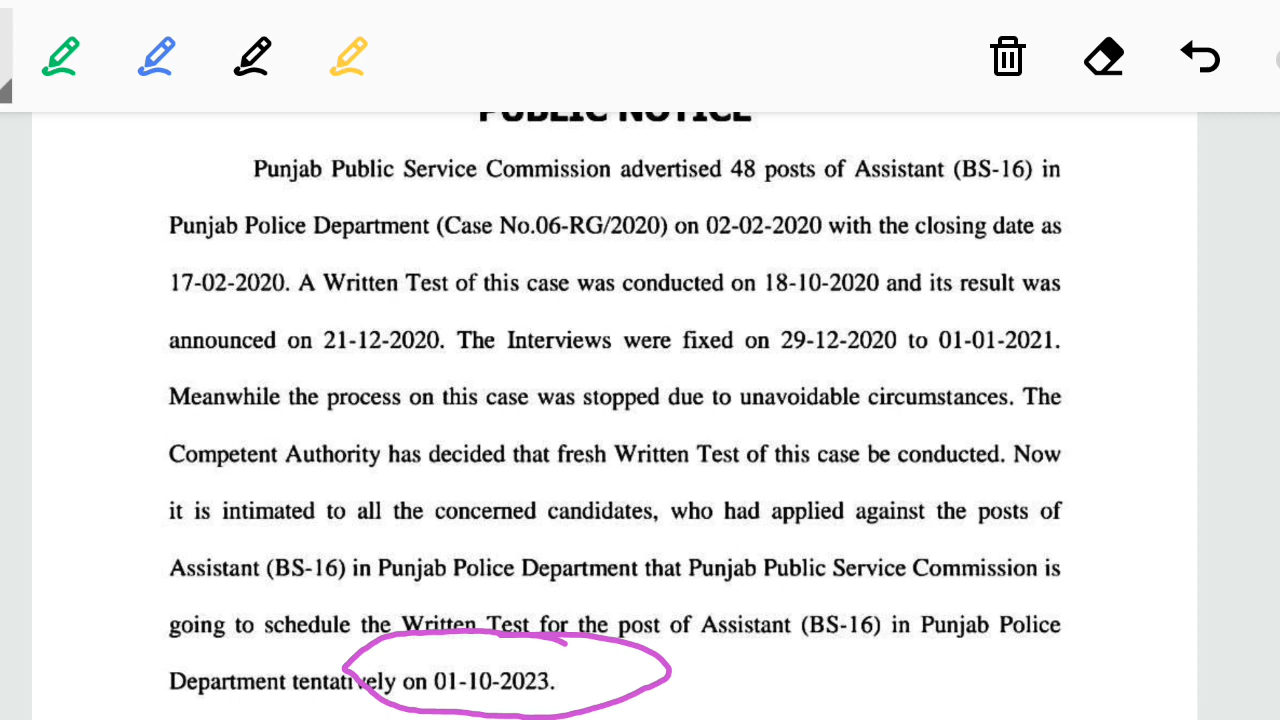 PUBLIC NOTICE
Punjab Public Service Commission advertised 48 posts of Assistant (BS-16) in
Punjab Police Department (Case No.06-RG/2020) on 02-02-2020 with the closing date as
17-02-2020. A Written Test of this case was conducted on 18-10-2020 and its result was
announced on 21-12-2020. The Interviews were fixed on 29-12-2020 to 01-01-2021.
Meanwhile the process on this case was stopped due to unavoidable circumstances. The
Competent Authority has decided that fresh Written Test of this case be conducted. Now
it is intimated to all the concerned candidates, who had applied against the posts of
Assistant (BS-16) in Punjab Police Department that Punjab Public Service Commission is
going to schedule the Written Test for the post of Assistant (BS-16) in Punjab Police
Department tentatively on 01-10-2023.